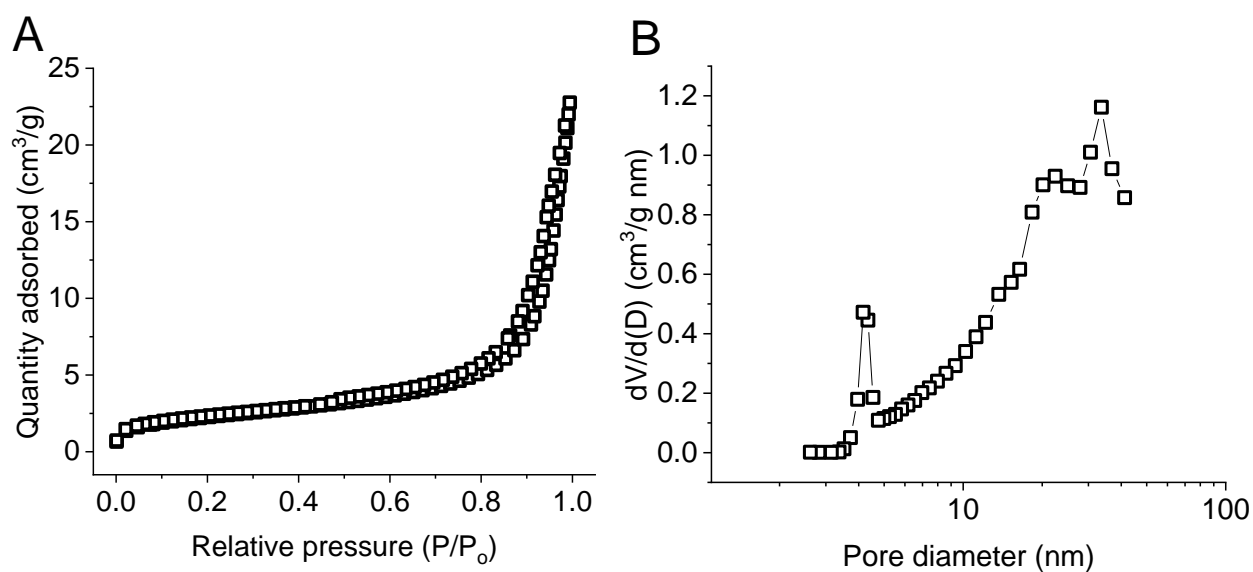 A
Quantity adsorbed (cm³/g)
25
20
15
10
5
0
0.0 0.2 0.4 0.6 0.8 1.0
Relative pressure (P/Pₒ)
B
dV/d(D) (cm³/g nm)
1.2
1.0
0.8
0.6
0.4
0.2
0.0
10 100
Pore diameter (nm)